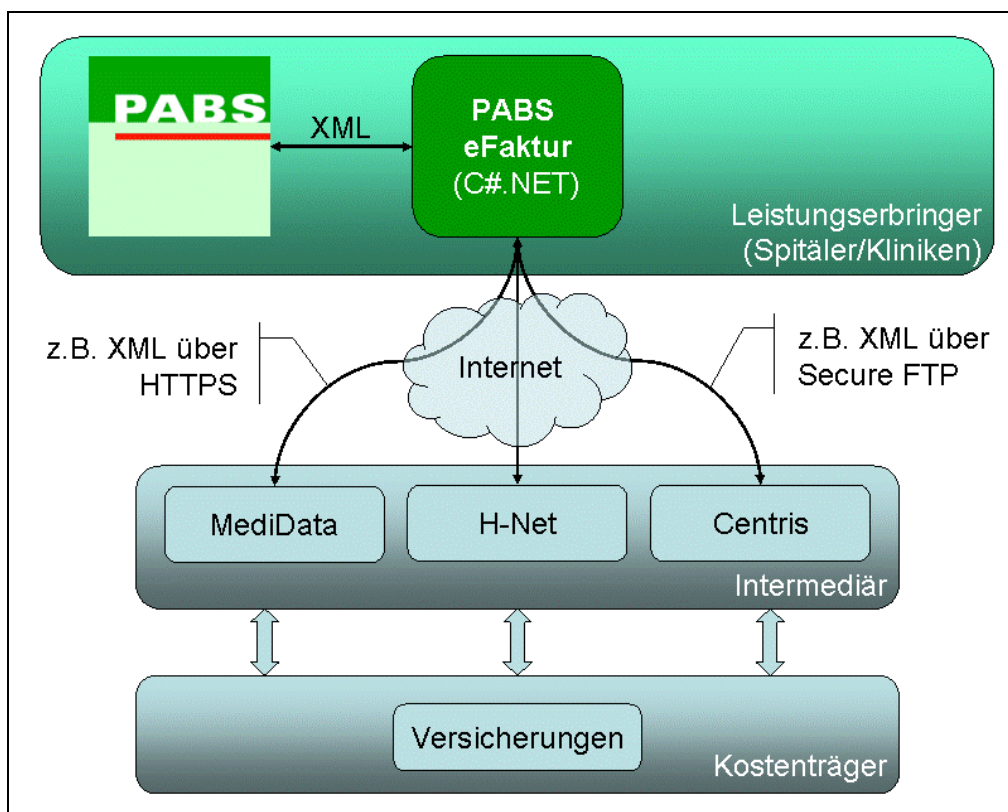 PABS
XML
PABS
eFaktur
(C#.NET)
Leistungserbringer
(Spitäler/Kliniken)
z.B. XML über
HTTPS
Internet
z.B. XML über
Secure FTP
MediData
H-Net
Centris
Intermediär
Versicherungen
Kostenträger